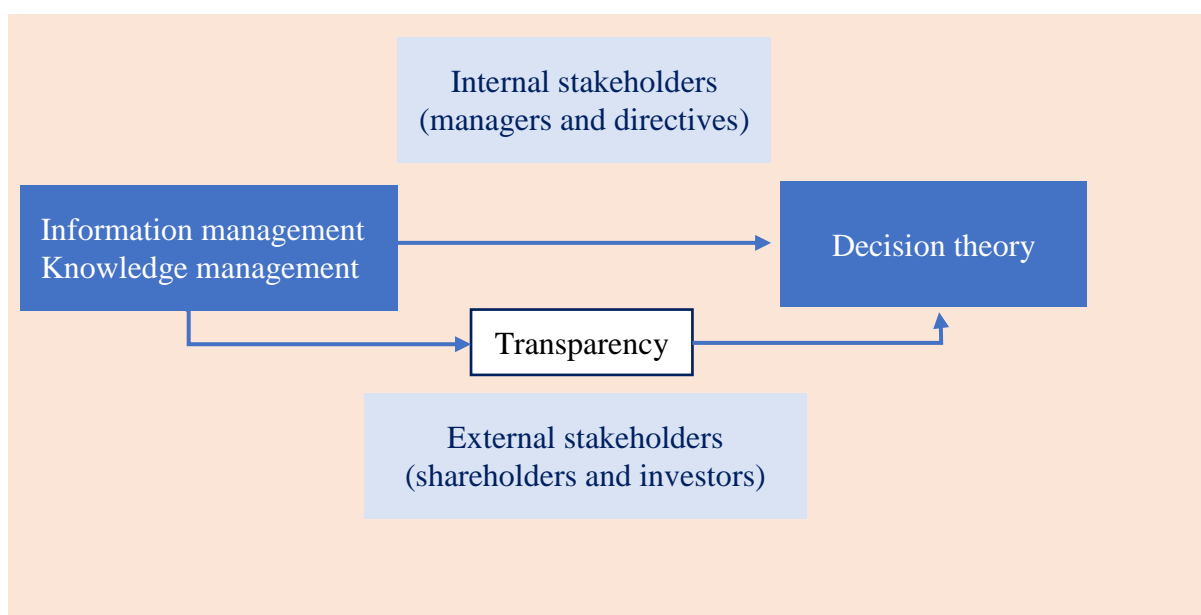 Internal stakeholders
(managers and directives)
Information management
Knowledge management
Decision theory
Transparency
External stakeholders
(shareholders and investors)